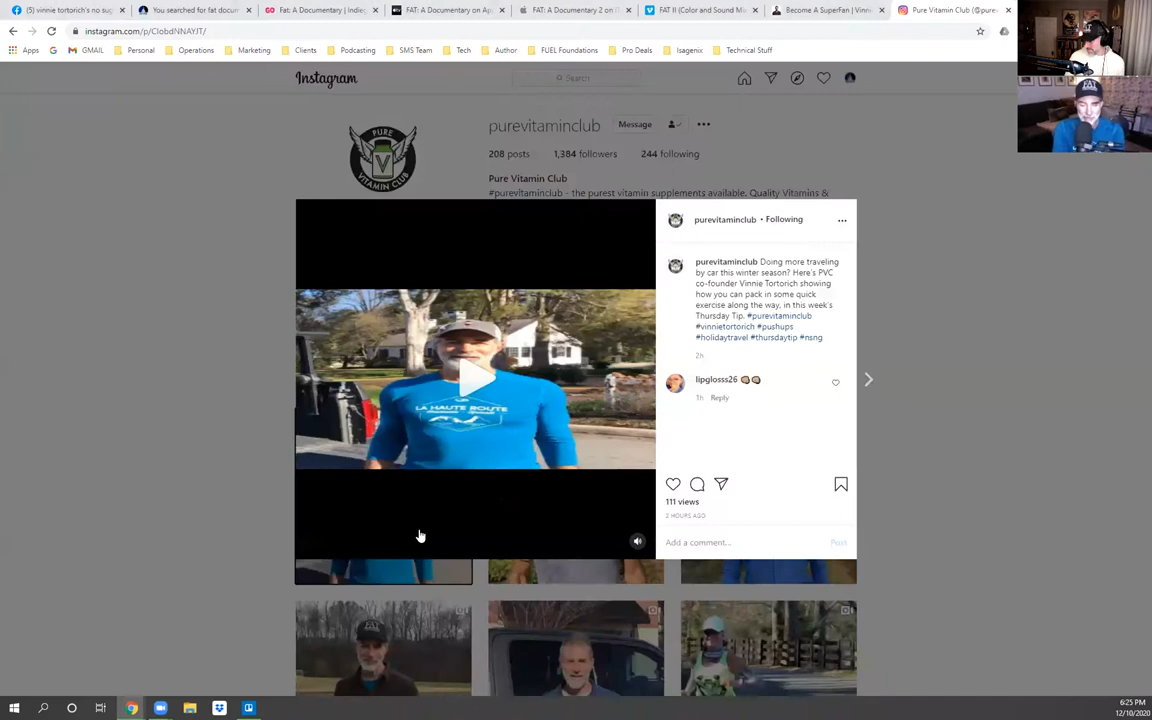 (5) vinnie tortorich's no sug
You searched for fat docum
Fat: A Documentary | Indieg
FAT: A Documentary on Ap
FAT: A Documentary 2 on iT
FAT II (Color and Sound Mi
Become A SuperFan | Vinni
Pure Vitamin Club (@pure
instagram.com/p/CIobdNNAYJT/
Apps
GMAIL
Personal
Operations
Marketing
Clients
Podcasting
SMS Team
Tech
Author
FUEL Foundations
Pro Deals
Isagenix
Technical Stuff
Instagram
Search
purevitaminclub
Message
208 posts
1,384 followers
244 following
Pure Vitamin Club
#purevitaminclub - the purest vitamin supplements available. Quality Vitamins &
PURE
V
VITAMIN CLUB
purevitaminclub • Following
purevitaminclub Doing more traveling
by car this winter season? Here's PVC
co-founder Vinnie Tortorich showing
how you can pack in some quick
exercise along the way, in this week's
Thursday Tip. #purevitaminclub
#vinnietortorich #pushups
#holidaytravel #thursdaytip #nsng
2h
lipglosss26
1h Reply
LA HAUTE ROUTE
111 views
2 HOURS AGO
Add a comment...
Post
FAT
6:25 PM
12/10/2020